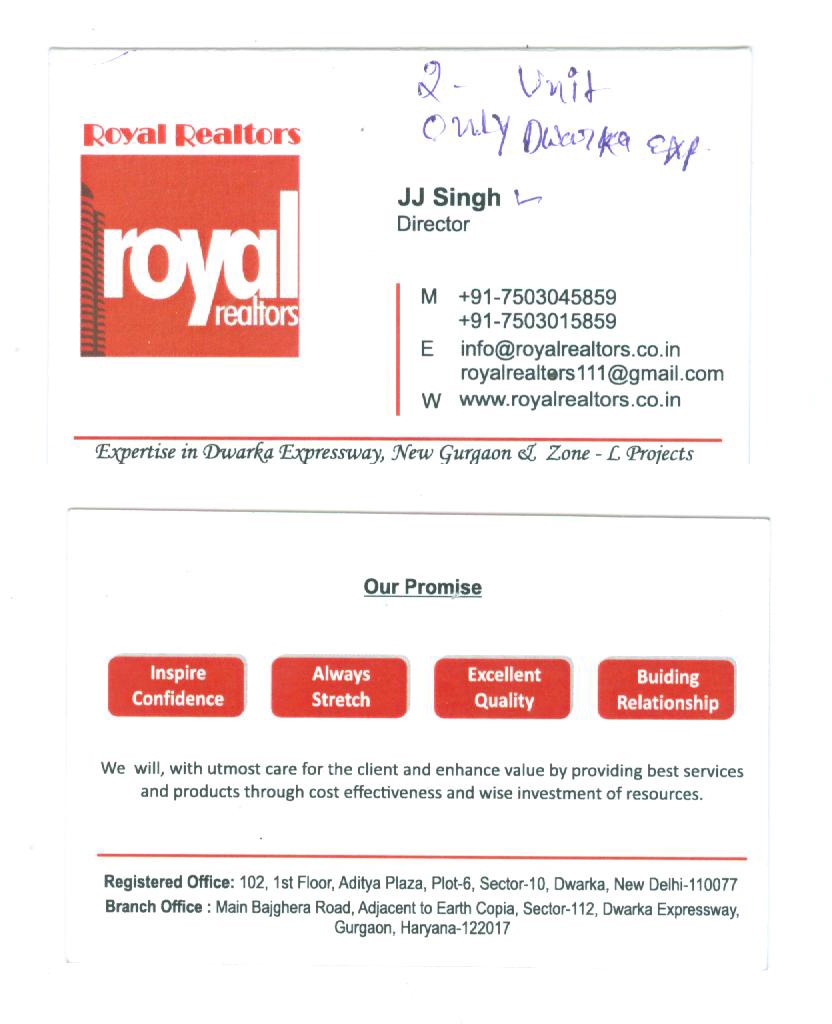 2 - Unit
Only Dwarka exp.
Royal Realtors
royal
realtors
JJ Singh
Director
M +91-7503045859
+91-7503015859
E info@royalrealtors.co.in
royalrealters111@gmail.com
W www.royalrealtors.co.in
Expertise in Dwarka Expressway, New Gurgaon & Zone - L Projects
Our Promise
Inspire
Confidence
Always
Stretch
Excellent
Quality
Buiding
Relationship
We will, with utmost care for the client and enhance value by providing best services
and products through cost effectiveness and wise investment of resources.
Registered Office: 102, 1st Floor, Aditya Plaza, Plot-6, Sector-10, Dwarka, New Delhi-110077
Branch Office : Main Bajghera Road, Adjacent to Earth Copia, Sector-112, Dwarka Expressway,
Gurgaon, Haryana-122017